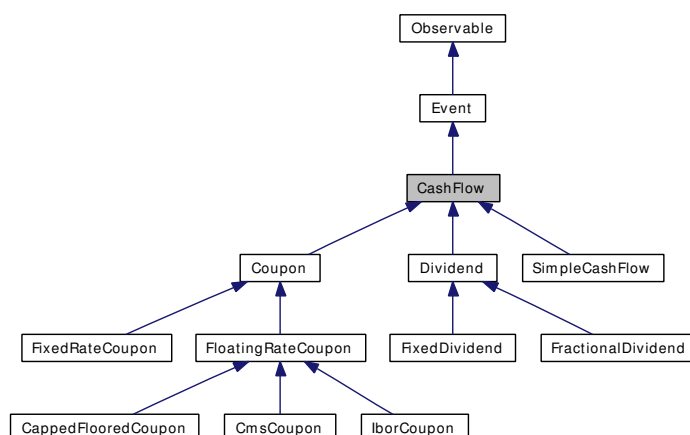 Observable
Event
CashFlow
Coupon
Dividend
SimpleCashFlow
FixedRateCoupon
FloatingRateCoupon
FixedDividend
FractionalDividend
CappedFlooredCoupon
CmsCoupon
IborCoupon